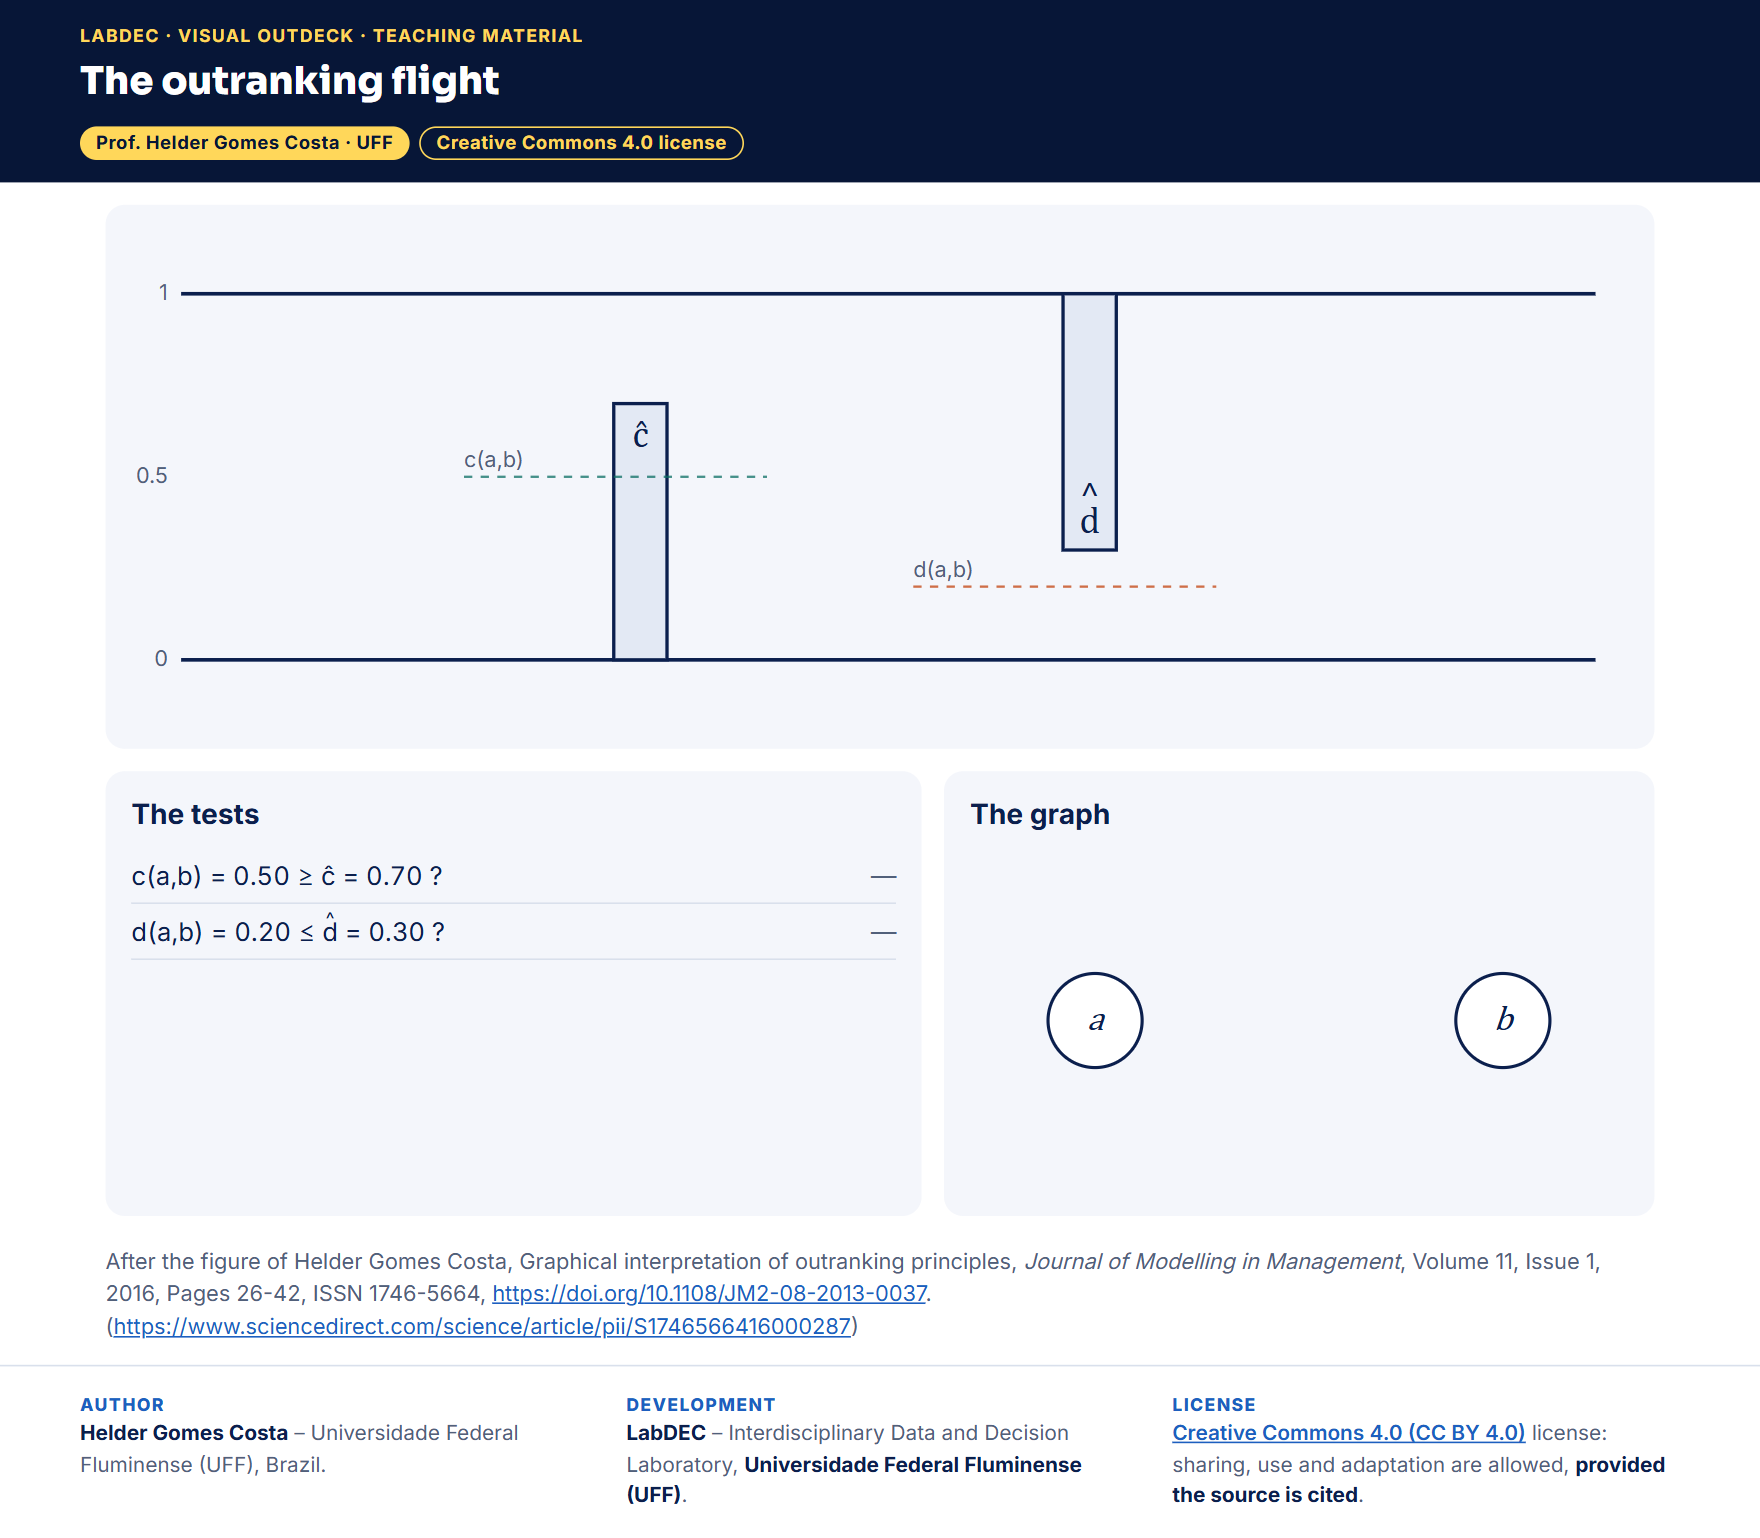 LABDEC · VISUAL OUTDECK · TEACHING MATERIAL
The outranking flight
Prof. Helder Gomes Costa · UFF
Creative Commons 4.0 license
1
ĉ
c(a,b)
0.5
^
d
d(a,b)
0
The tests
c(a,b) = 0.50 ≥ ĉ = 0.70 ?
—
d(a,b) = 0.20 ≤ d̂ = 0.30 ?
—
The graph
a
b
After the figure of Helder Gomes Costa, Graphical interpretation of outranking principles, Journal of Modelling in Management, Volume 11, Issue 1,
2016, Pages 26-42, ISSN 1746-5664, https://doi.org/10.1108/JM2-08-2013-0037.
(https://www.sciencedirect.com/science/article/pii/S1746566416000287)
AUTHOR
Helder Gomes Costa – Universidade Federal
Fluminense (UFF), Brazil.
DEVELOPMENT
LabDEC – Interdisciplinary Data and Decision
Laboratory, Universidade Federal Fluminense
(UFF).
LICENSE
Creative Commons 4.0 (CC BY 4.0) license:
sharing, use and adaptation are allowed, provided
the source is cited.